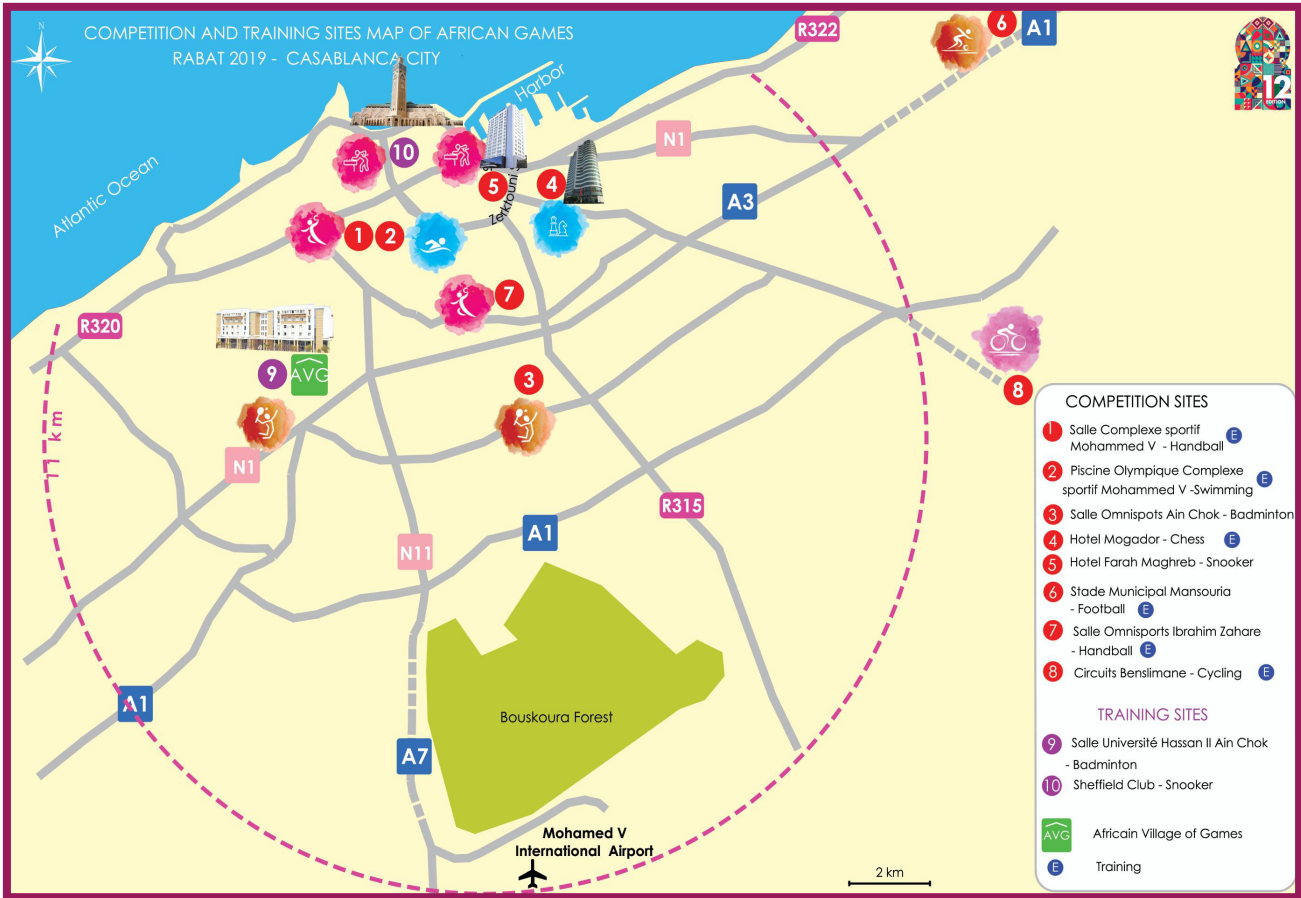 N
COMPETITION AND TRAINING SITES MAP OF AFRICAN GAMES
RABAT 2019 - CASABLANCA CITY
R322
6
A1
12
EDITION
Harbor
N1
10
Atlantic Ocean
5
4
Zerktouni
A3
1 2
7
R320
9
AVG
3
8
11 km
N1
R315
A1
N11
A1
A7
Bouskoura Forest
Mohamed V
International Airport
2 km
COMPETITION SITES
1 Salle Complexe sportif
Mohammed V - Handball E
2 Piscine Olympique Complexe
sportif Mohammed V -Swimming E
3 Salle Omnispots Ain Chok - Badminton
4 Hotel Mogador - Chess E
5 Hotel Farah Maghreb - Snooker
6 Stade Municipal Mansouria
- Football E
7 Salle Omnisports Ibrahim Zahare
- Handball E
8 Circuits Benslimane - Cycling E
TRAINING SITES
9 Salle Université Hassan II Ain Chok
- Badminton
10 Sheffield Club - Snooker
AVG Africain Village of Games
E Training